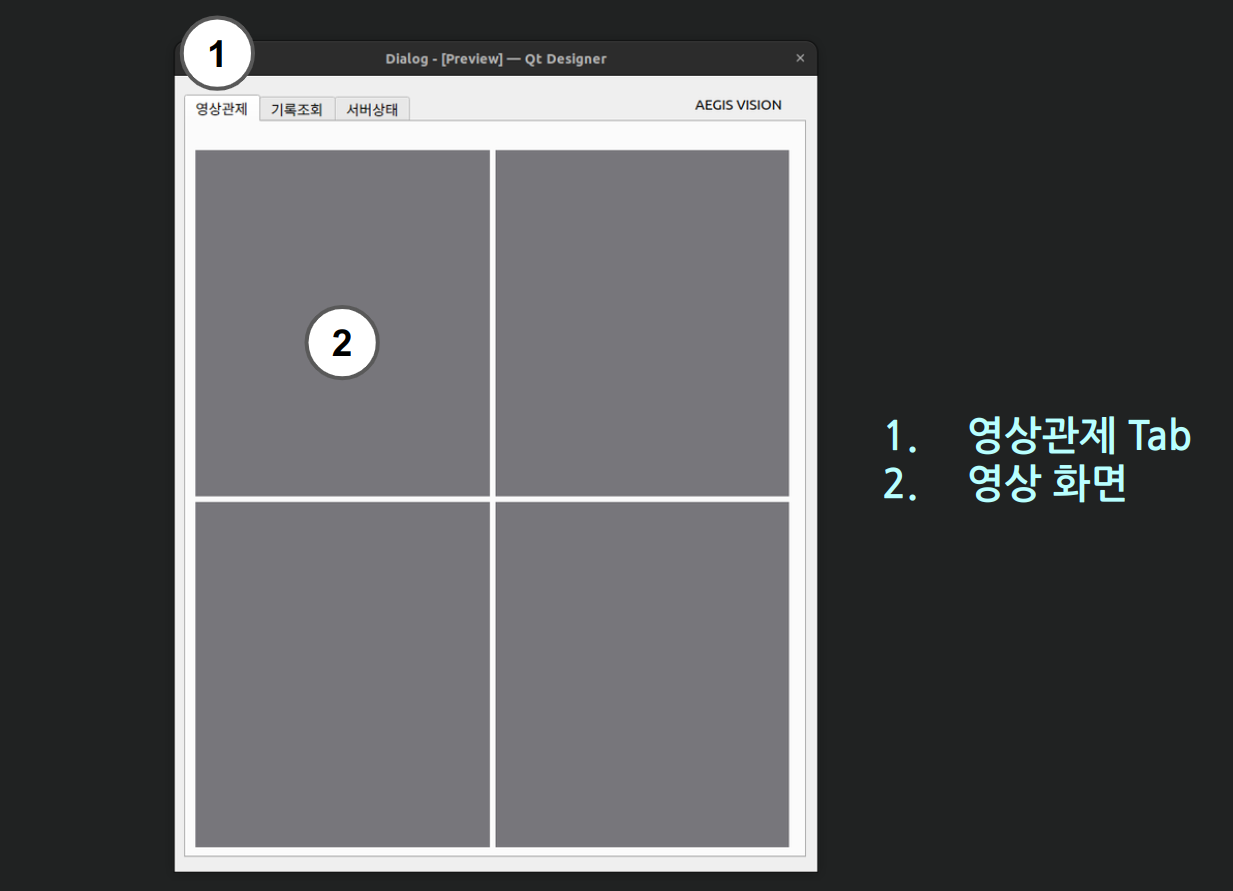 1
Dialog - [Preview] — Qt Designer
×
영상관제
기록조회
서버상태
AEGIS VISION
2
1. 영상관제 Tab
2. 영상 화면